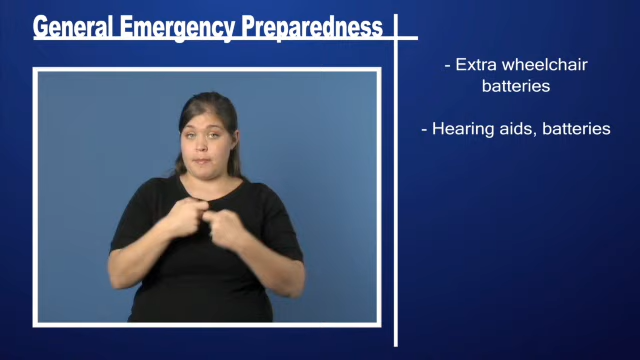 General Emergency Preparedness
- Extra wheelchair
batteries
- Hearing aids, batteries